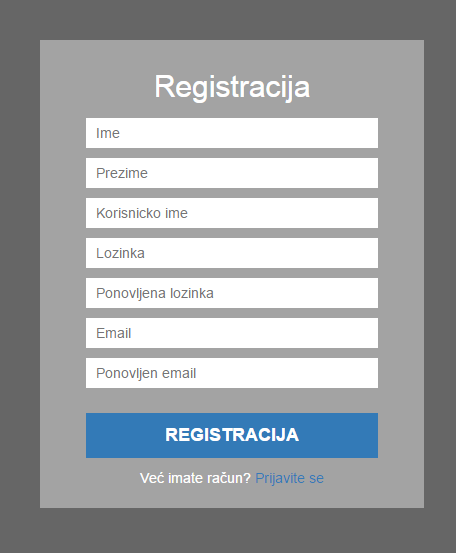 Registracija
Ime
Prezime
Korisnicko ime
Lozinka
Ponovljena lozinka
Email
Ponovljen email
REGISTRACIJA
Već imate račun? Prijavite se